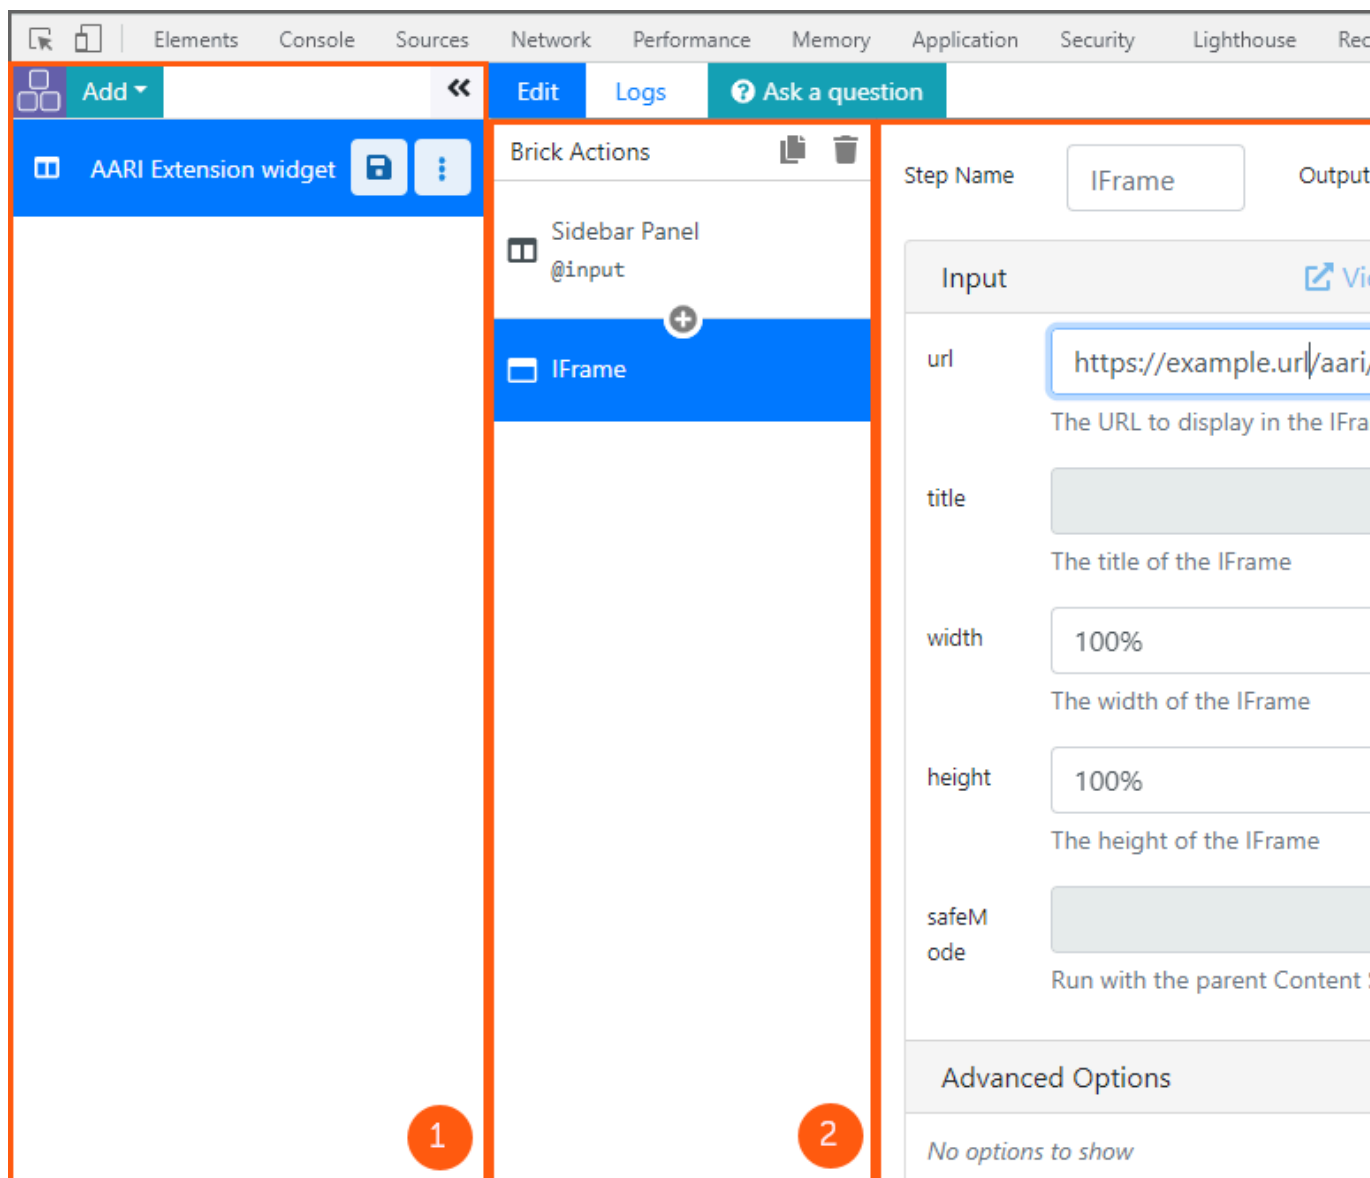 Elements Console Sources Network Performance Memory Application Security Lighthouse Rec
Add
Edit Logs Ask a question
AARI Extension widget
Brick Actions
Sidebar Panel
@input
IFrame
Step Name IFrame Output
Input Vi
url https://example.url/aari/
The URL to display in the IFra
title
The title of the IFrame
width 100%
The width of the IFrame
height 100%
The height of the IFrame
safeM
ode
Run with the parent Content
Advanced Options
No options to show
1
2